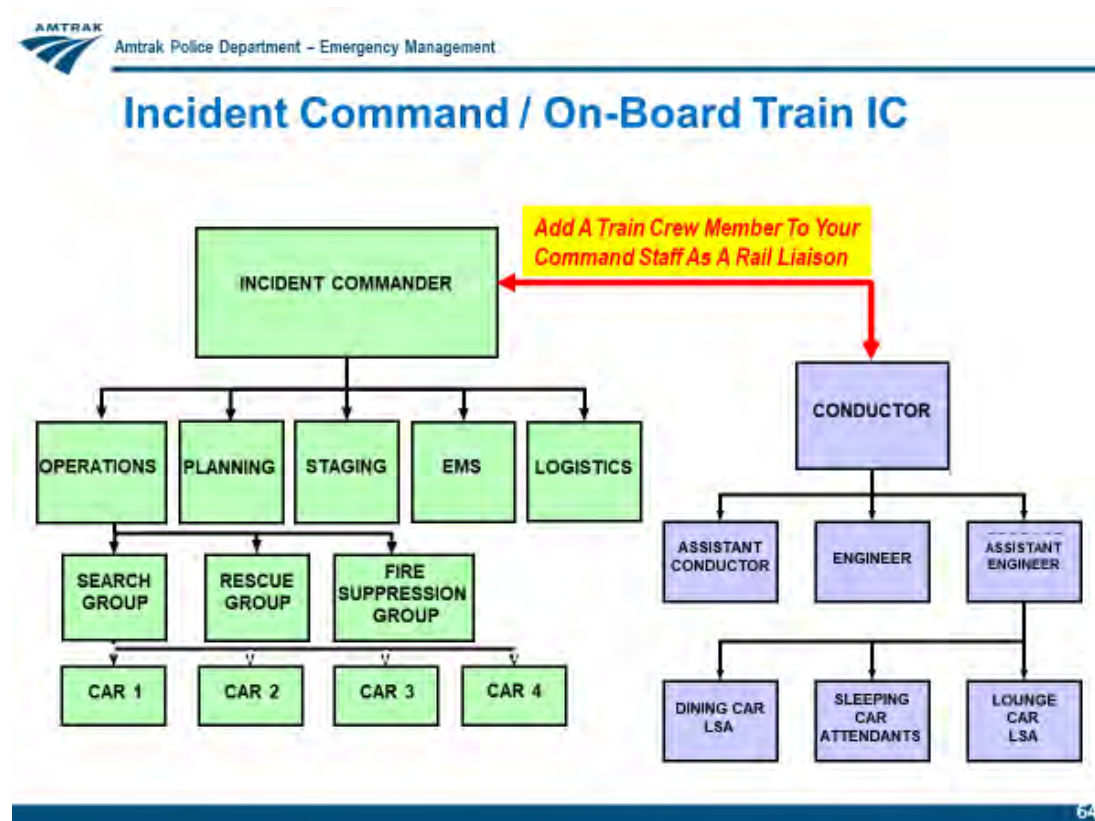 AMTRAK
Amtrak Police Department – Emergency Management
Incident Command / On-Board Train IC
Add A Train Crew Member To Your
Command Staff As A Rail Liaison
INCIDENT COMMANDER
CONDUCTOR
OPERATIONS
PLANNING
STAGING
EMS
LOGISTICS
ASSISTANT
CONDUCTOR
ENGINEER
ASSISTANT
ENGINEER
SEARCH
GROUP
RESCUE
GROUP
FIRE
SUPPRESSION
GROUP
CAR 1
CAR 2
CAR 3
CAR 4
DINING CAR
LSA
SLEEPING
CAR
ATTENDANTS
LOUNGE
CAR
LSA
64